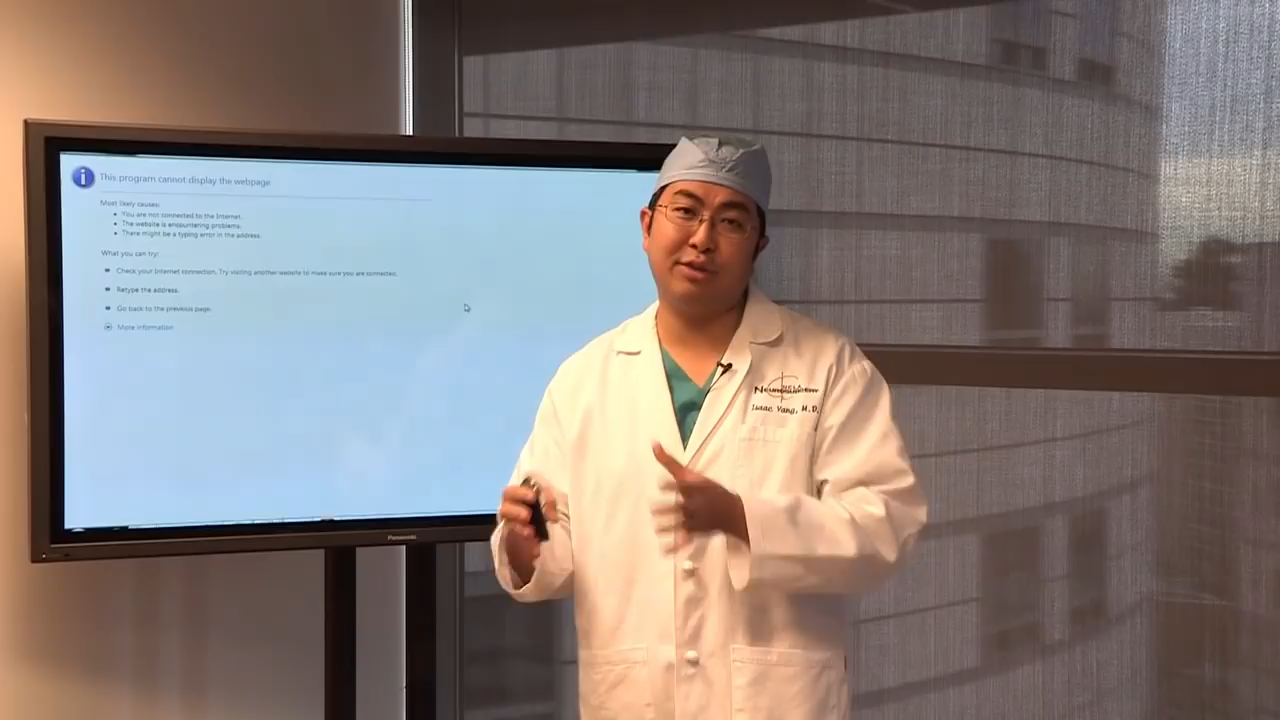 This program cannot display the webpage
Most likely causes:
You are not connected to the Internet.
The website is encountering problems.
There might be a typing error in the address.
What you can try:
Check your Internet connection. Try visiting another website to make sure you are connected.
Retype the address.
Go back to the previous page.
More information
Panasonic
UCLA
NEUROSURGERY
Isaac Yang, M.D.